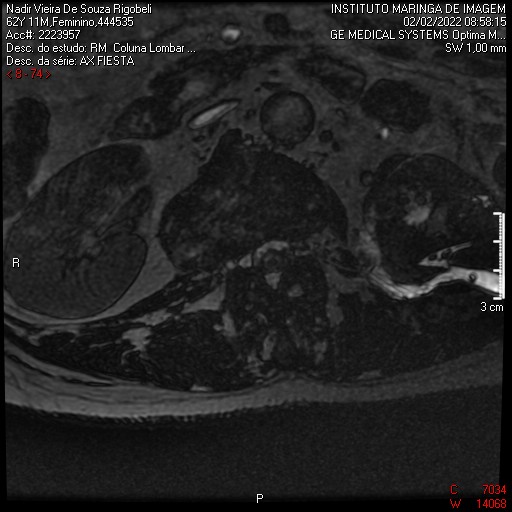 Nadir Vieira De Souza Rigobeli
62Y 11M,Feminino,444535
Acc#: 2223957
Desc. do estudo: RM  Coluna Lombar ...
Desc. da série: AX FIESTA
< 8 - 74 >
INSTITUTO MARINGA DE IMAGEM
02/02/2022 08:58:15
GE MEDICAL SYSTEMS Optima M...
SW 1,00 mm
R
3 cm
P
C 7034
W 14068